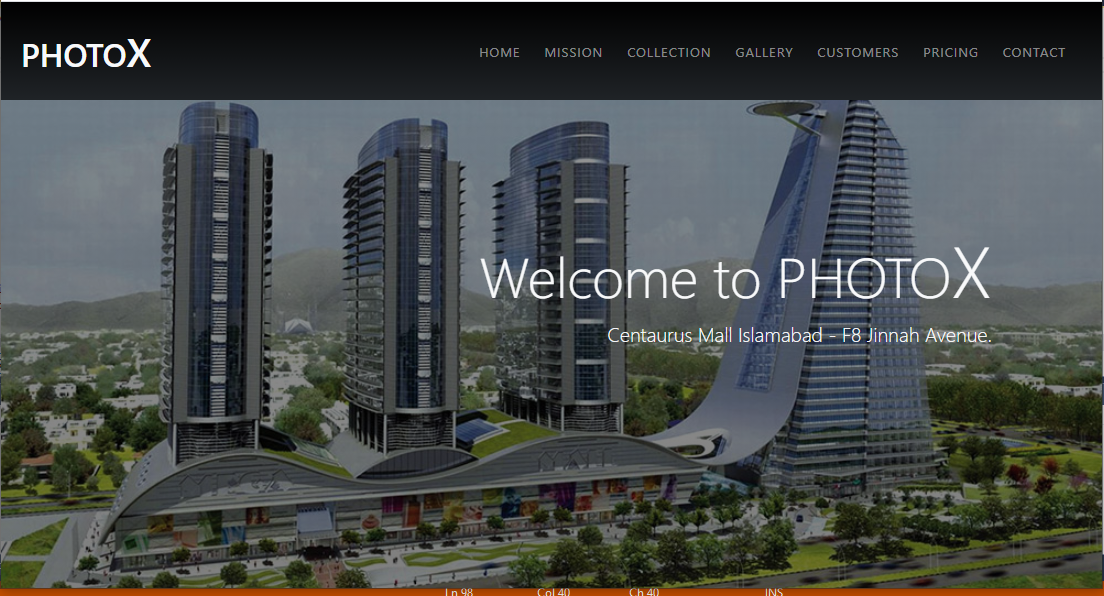 PHOTOX
HOME MISSION COLLECTION GALLERY CUSTOMERS PRICING CONTACT
Welcome to PHOTOX
Centaurus Mall Islamabad - F8 Jinnah Avenue.
Ln 98 Col 40 Ch 40 INS